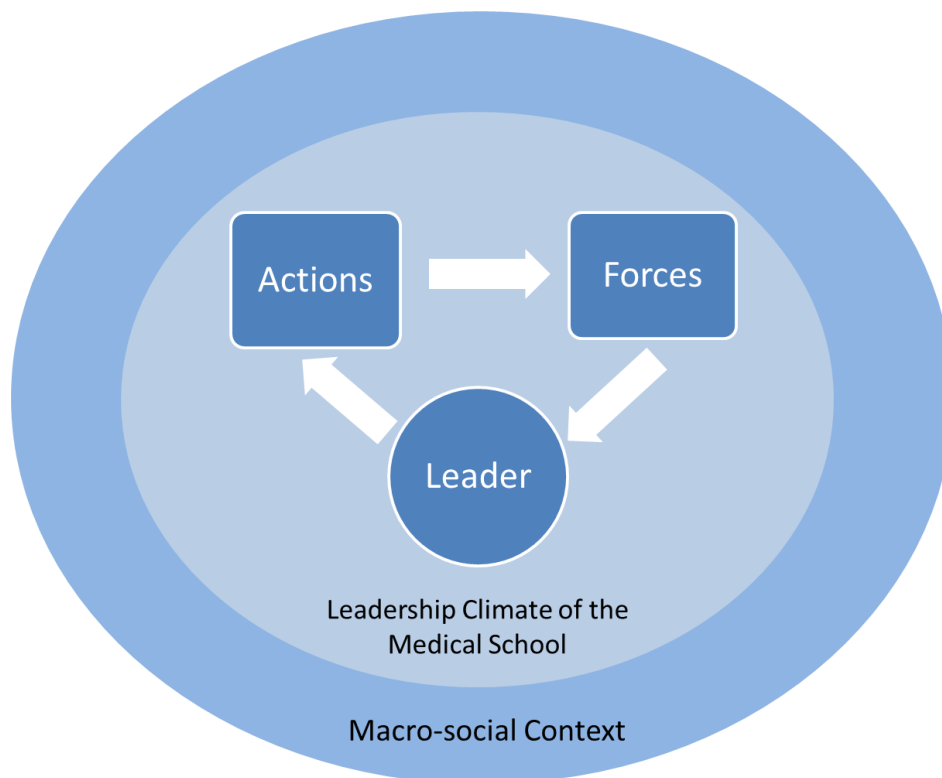 Actions
Forces
Leader
Leadership Climate of the
Medical School
Macro-social Context